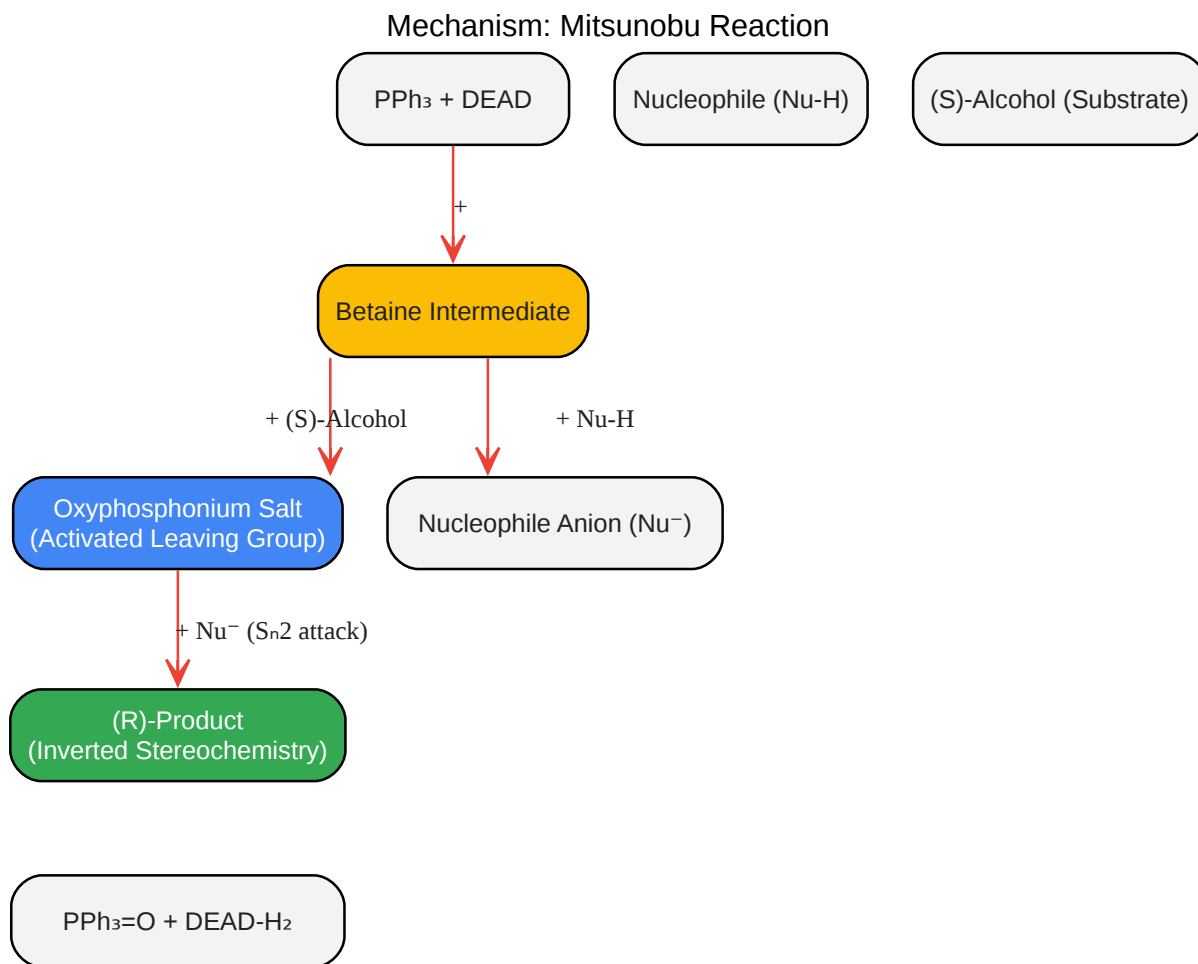 Mechanism: Mitsunobu Reaction
PPh₃ + DEAD
Nucleophile (Nu-H)
(S)-Alcohol (Substrate)
+
Betaine Intermediate
+ (S)-Alcohol
+ Nu-H
Oxyphosphonium Salt
(Activated Leaving Group)
Nucleophile Anion (Nu⁻)
+ Nu⁻ (Sₙ2 attack)
(R)-Product
(Inverted Stereochemistry)
PPh₃=O + DEAD-H₂